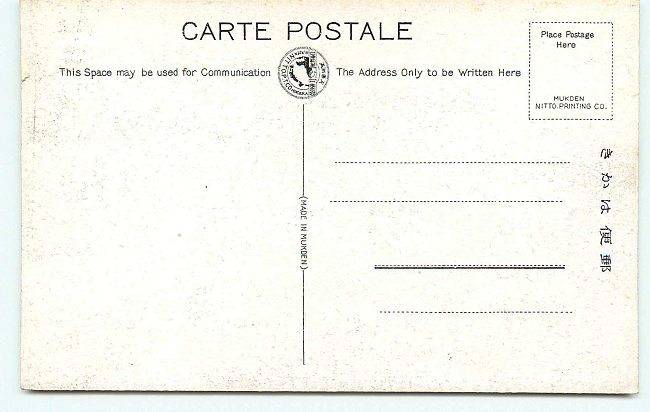 CARTE POSTALE
This Space may be used for Communication
The Address Only to be Written Here
Place Postage
Here
MUKDEN
NITTO.PRINTING CO.
(MADE IN MUKDEN)
きかは便郵